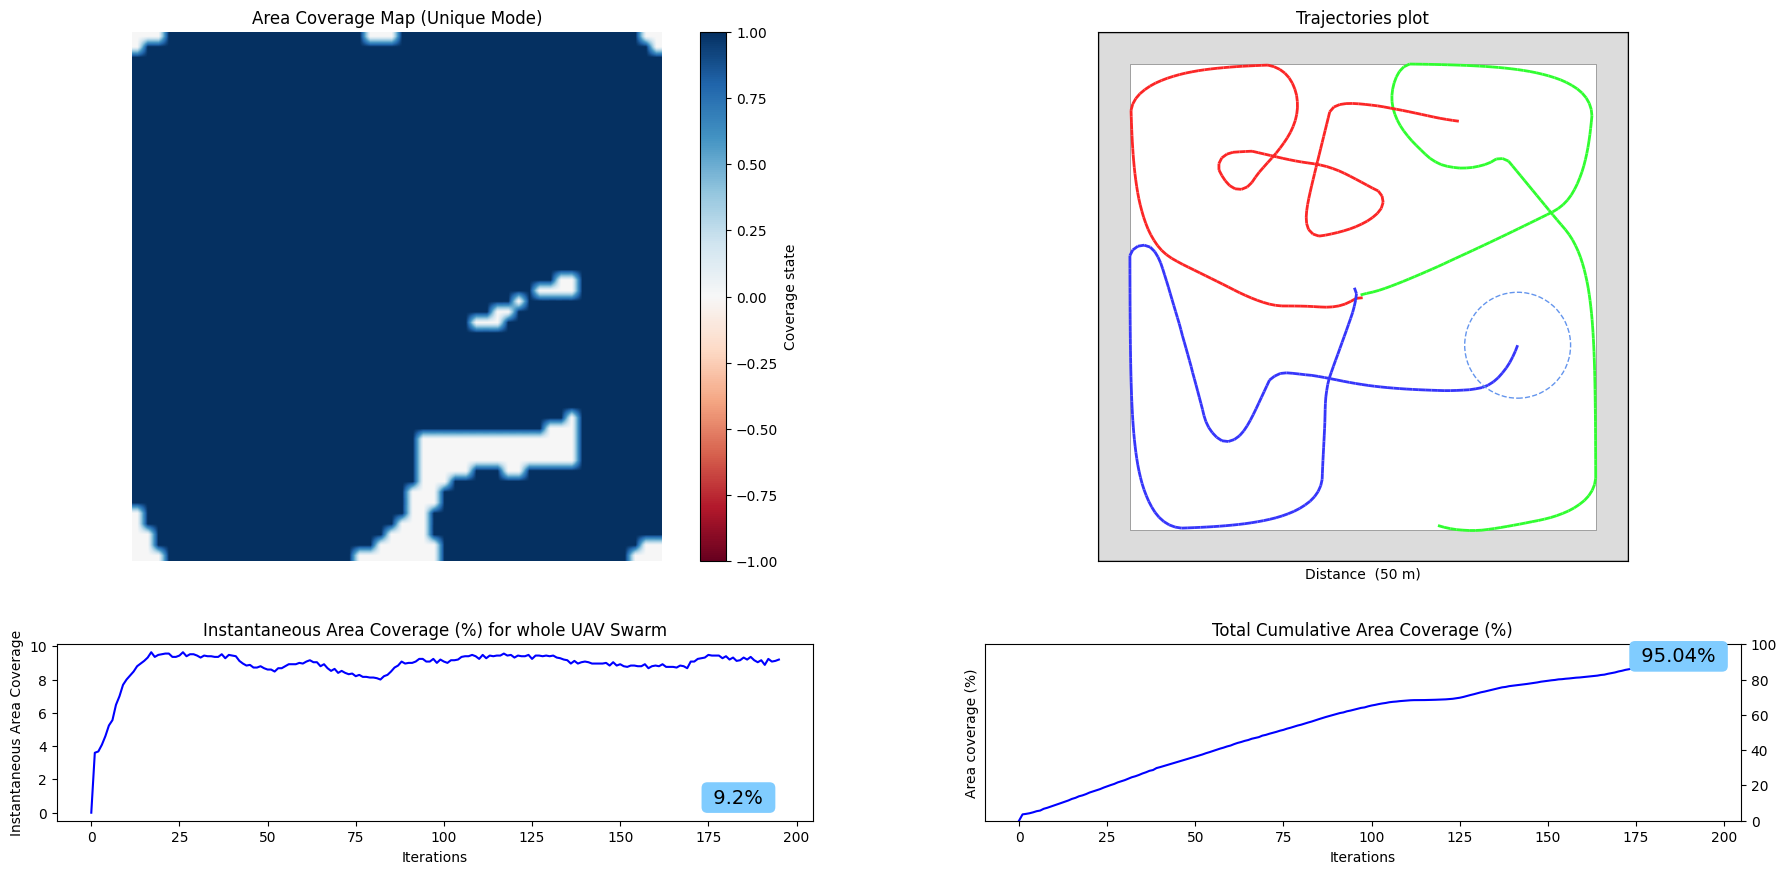 Area Coverage Map (Unique Mode)
1.00
0.75
0.50
0.25
0.00
−0.25
−0.50
−0.75
−1.00
Coverage state
Trajectories plot
Distance  (50 m)
Instantaneous Area Coverage (%) for whole UAV Swarm
Instantaneous Area Coverage
10
8
6
4
2
0
9.2%
0 25 50 75 100 125 150 175 200
Iterations
Total Cumulative Area Coverage (%)
Area coverage (%)
95.04%
100
80
60
40
20
0
0 25 50 75 100 125 150 175 200
Iterations